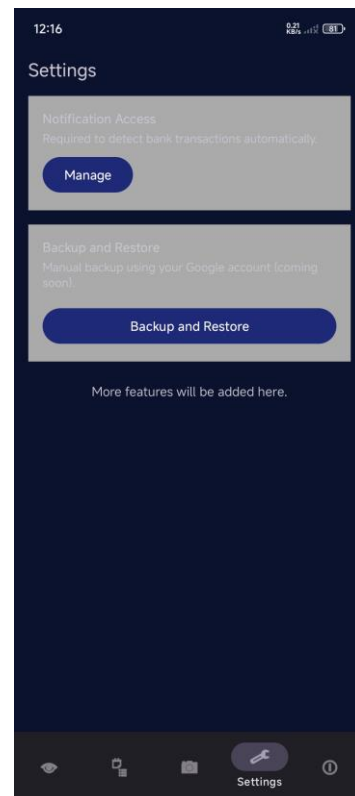 12:16
0.21
KB/s
81
Settings
Notification Access
Required to detect bank transactions automatically.
Manage
Backup and Restore
Manual backup using your Google account (coming
soon).
Backup and Restore
More features will be added here.
Settings